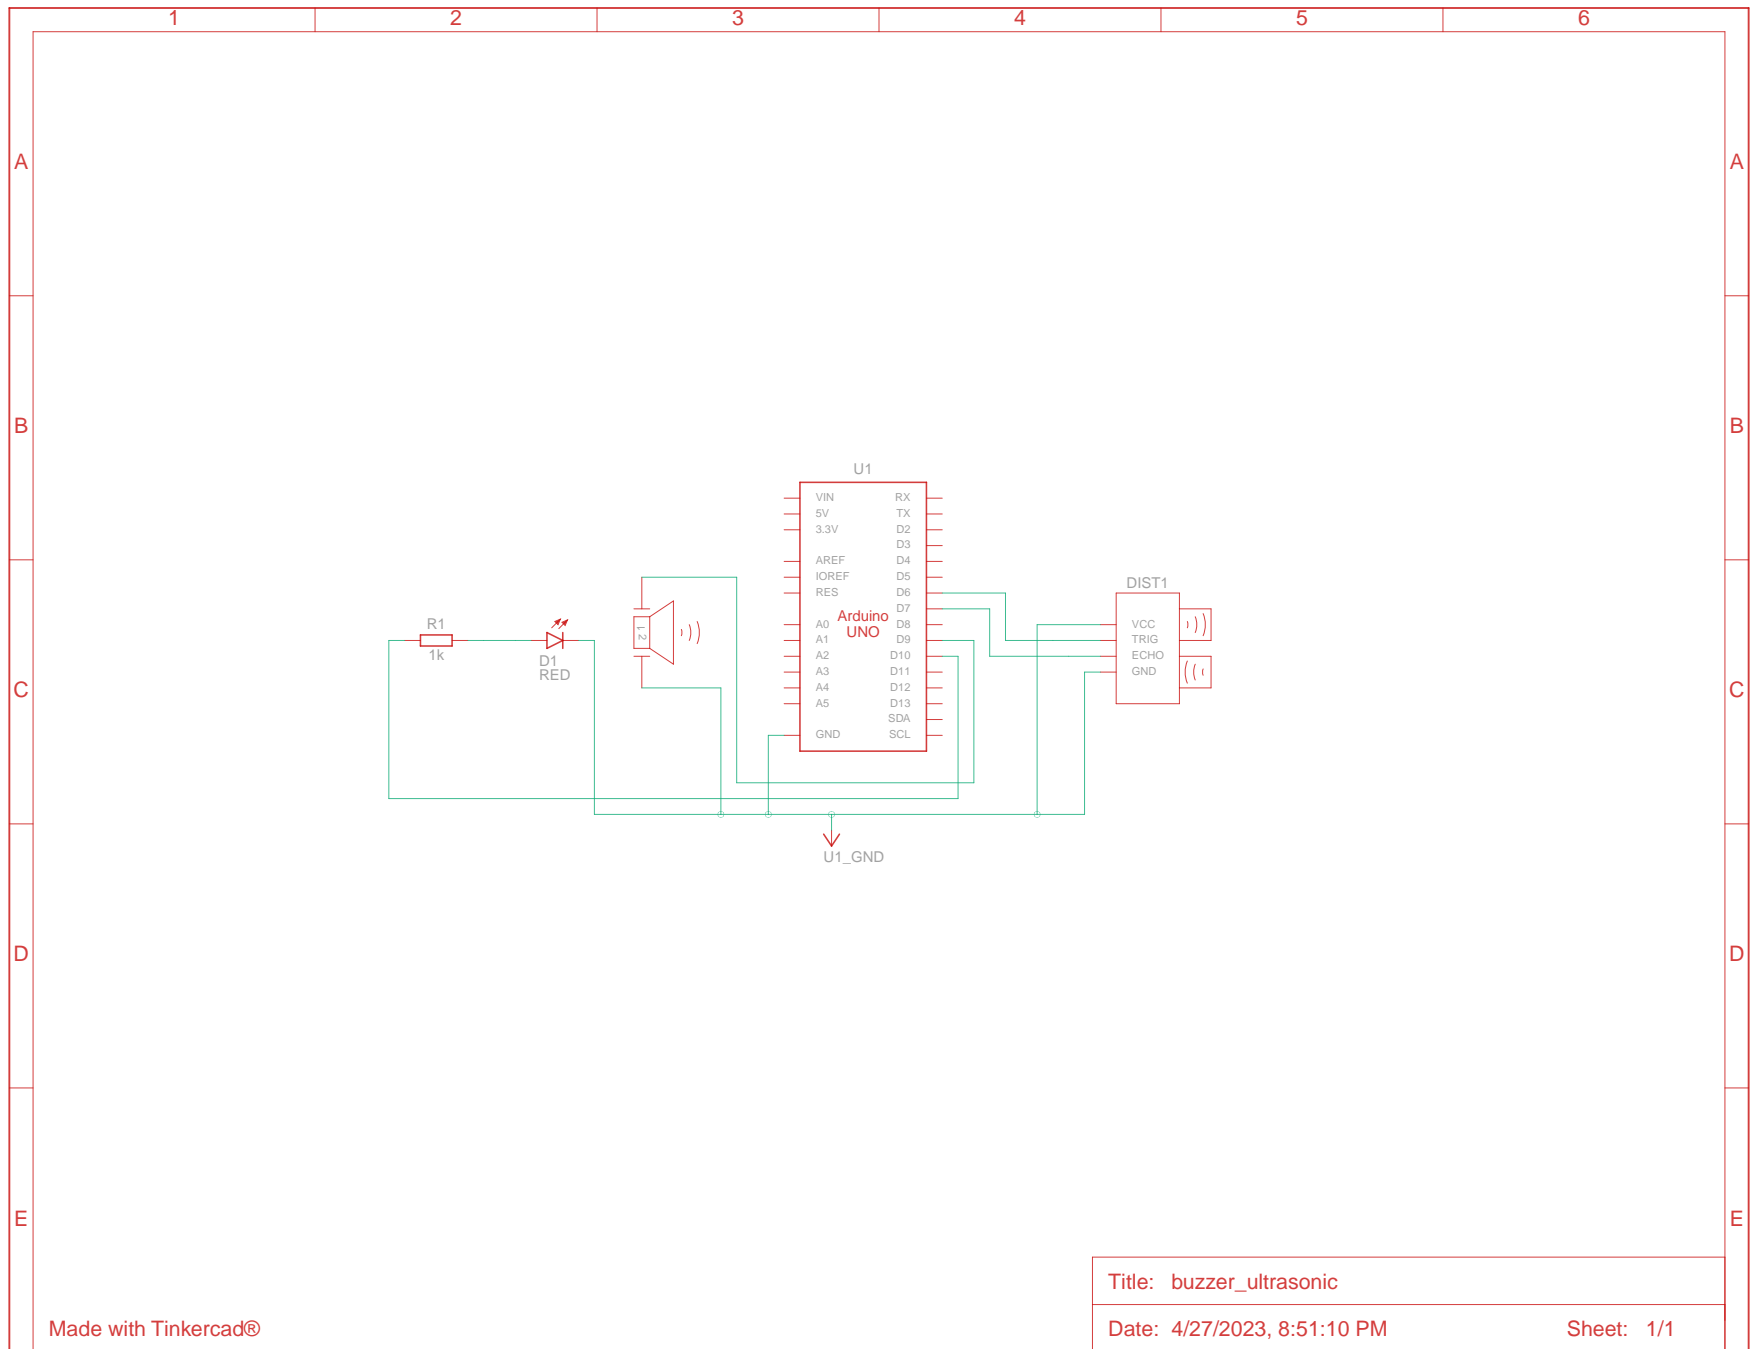 1 2 3 4 5 6
A A
B B
U1
VIN RX
5V TX
3.3V D2
D3
AREF D4
IOREF D5
RES D6
D7
Arduino
UNO
A0 D8
A1 D9
A2 D10
A3 D11
A4 D12
A5 D13
SDA
GND SCL
DIST1
VCC
TRIG
ECHO
GND
R1
1k
D1
RED
1 2
C C
U1_GND
D D
E E
Title: buzzer_ultrasonic
Made with Tinkercad®
Date: 4/27/2023, 8:51:10 PM Sheet: 1/1